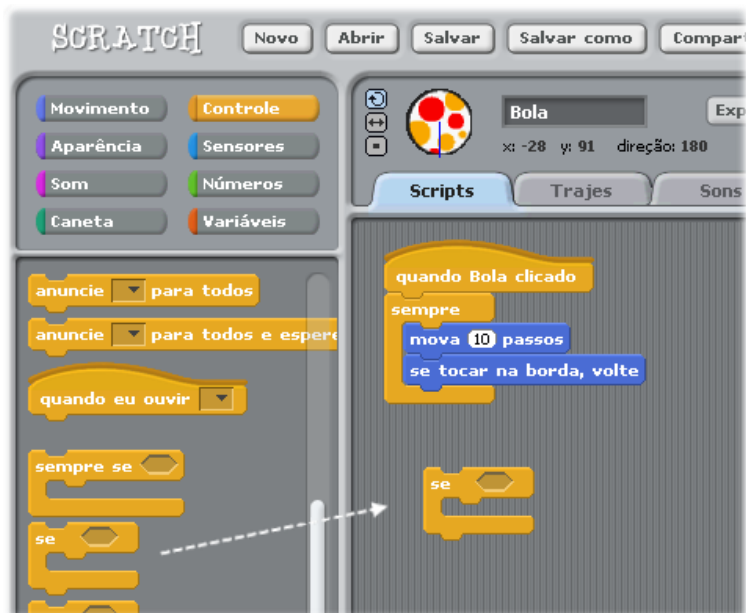 SCRATCH Novo Abrir Salvar Salvar como Compart
Movimento Controle
Aparência Sensores
Som Números
Caneta Variáveis
Bola Exp
x: -28 y: 91 direção: 180
Scripts Trajes Sons
anuncie para todos
anuncie para todos e espere
quando eu ouvir
sempre se
se
quando Bola clicado
sempre
mova 10 passos
se tocar na borda, volte
se